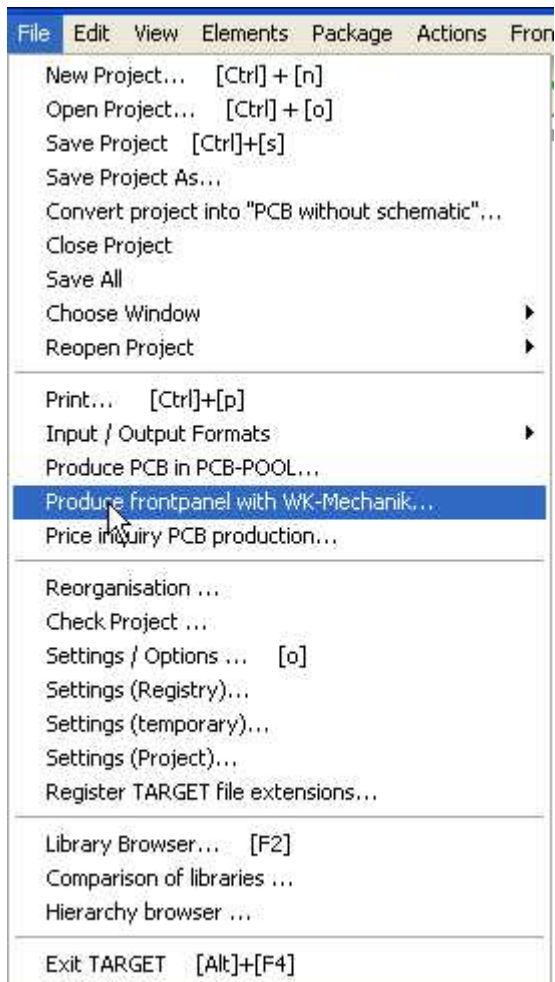 File Edit View Elements Package Actions Fron
New Project... [Ctrl] + [n]
Open Project... [Ctrl] + [o]
Save Project [Ctrl]+[s]
Save Project As...
Convert project into "PCB without schematic"...
Close Project
Save All
Choose Window
Reopen Project
Print... [Ctrl]+[p]
Input / Output Formats
Produce PCB in PCB-POOL...
Produce frontpanel with WK-Mechanik...
Price inquiry PCB production...
Reorganisation ...
Check Project ...
Settings / Options ... [o]
Settings (Registry)...
Settings (temporary)...
Settings (Project)...
Register TARGET file extensions...
Library Browser... [F2]
Comparison of libraries ...
Hierarchy browser ...
Exit TARGET [Alt]+[F4]